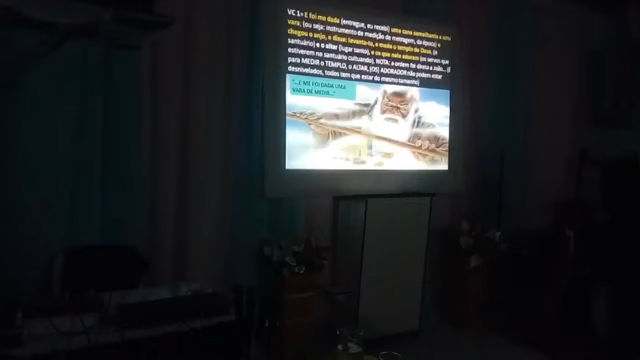 VC 1= E foi me dada (entregue, eu recebi) uma cana semelhante a uma
vara, (ou seja: instrumento de medição de metragem, da época) e
chegou o anjo, e disse: levanta-te, e mede o templo de Deus, (o
santuário) e o altar (lugar santo), e os que nele adoram (os servos que
estiverem no santuário cultuando). NOTA: a ordem foi direta a João...
para MEDIR o TEMPLO, o ALTAR, (OS) ADORADOR não podem estar
desnivelados, todos tem que estar do mesmo tamanho)
"...E ME FOI DADA UMA
VARA DE MEDIR..."